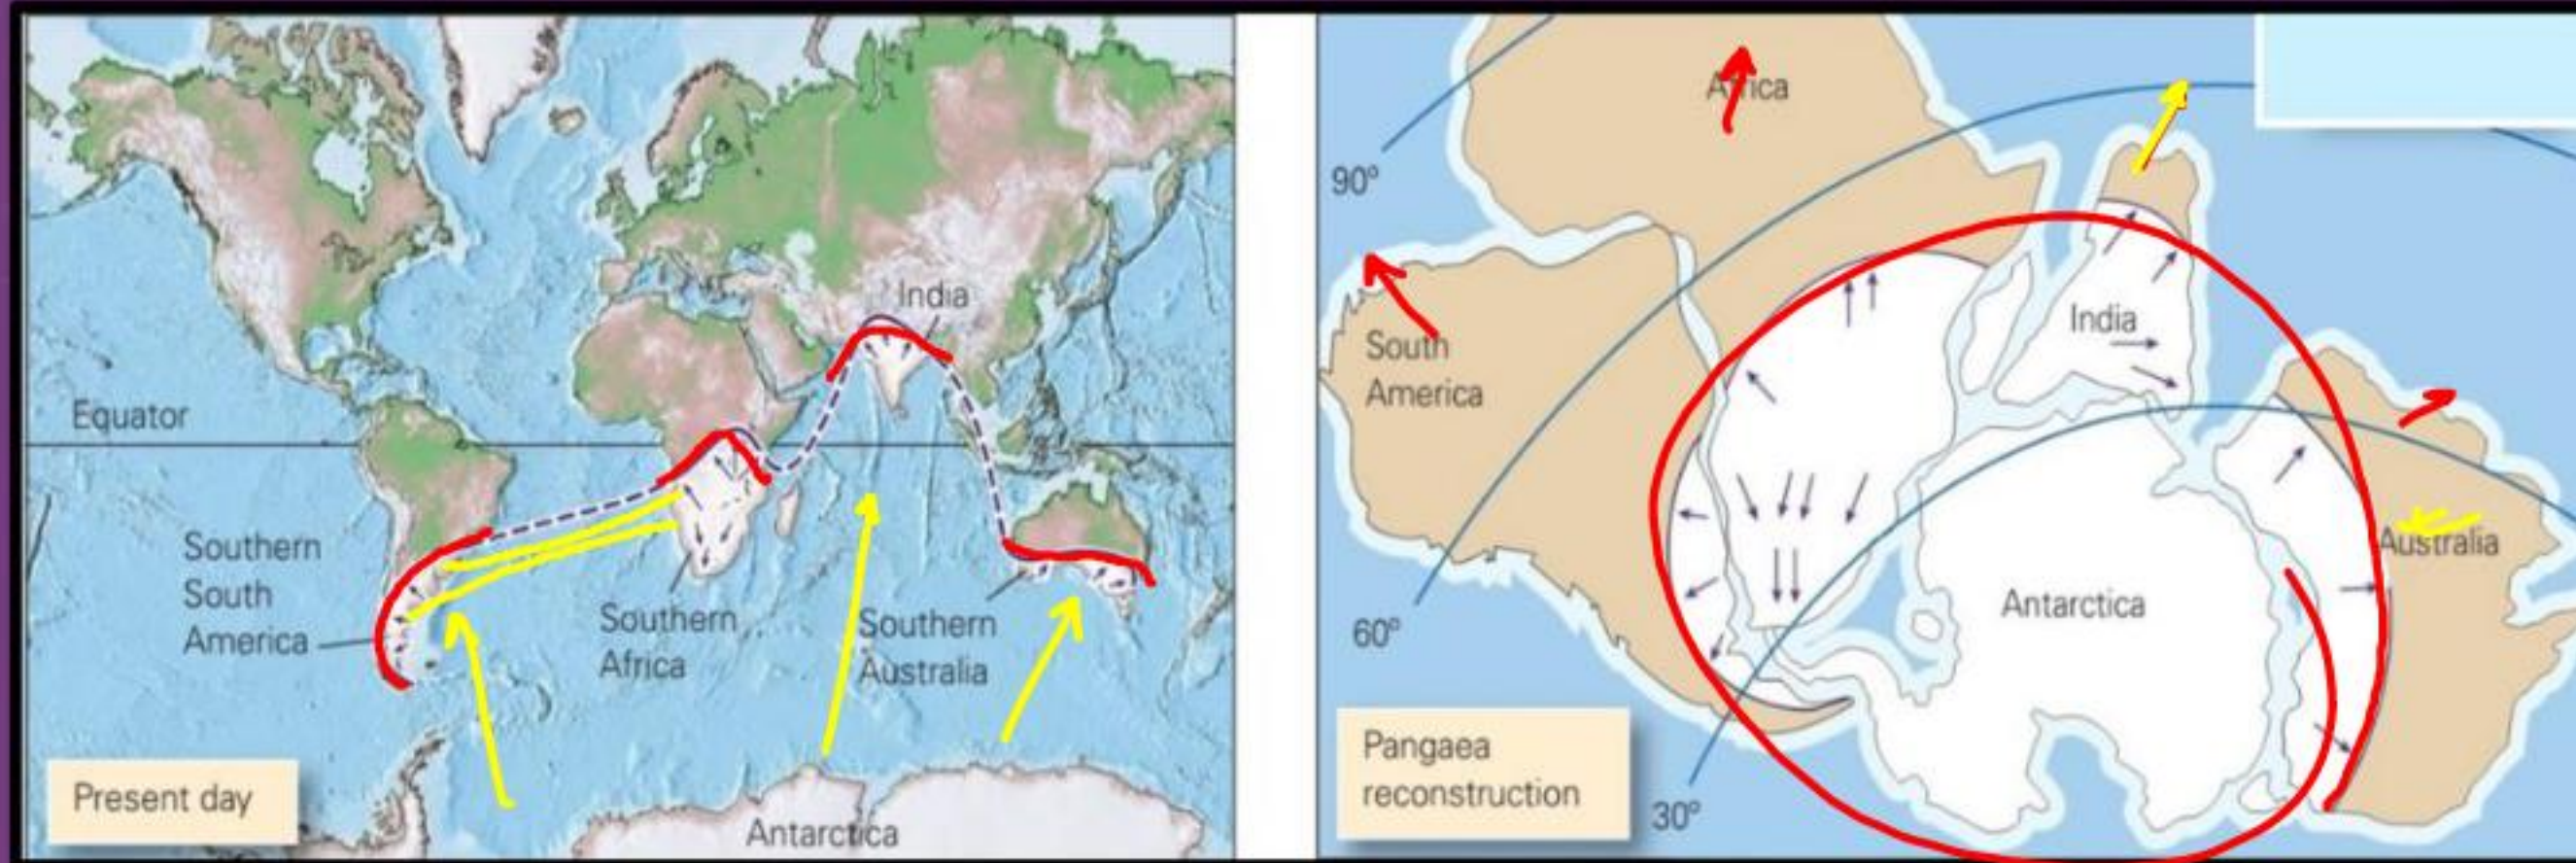 India
Equator
Southern
South
America
Southern
Africa
Southern
Australia
Present day
Antarctica
Africa
90°
India
South
America
Australia
Antarctica
60°
Pangaea
reconstruction
30°